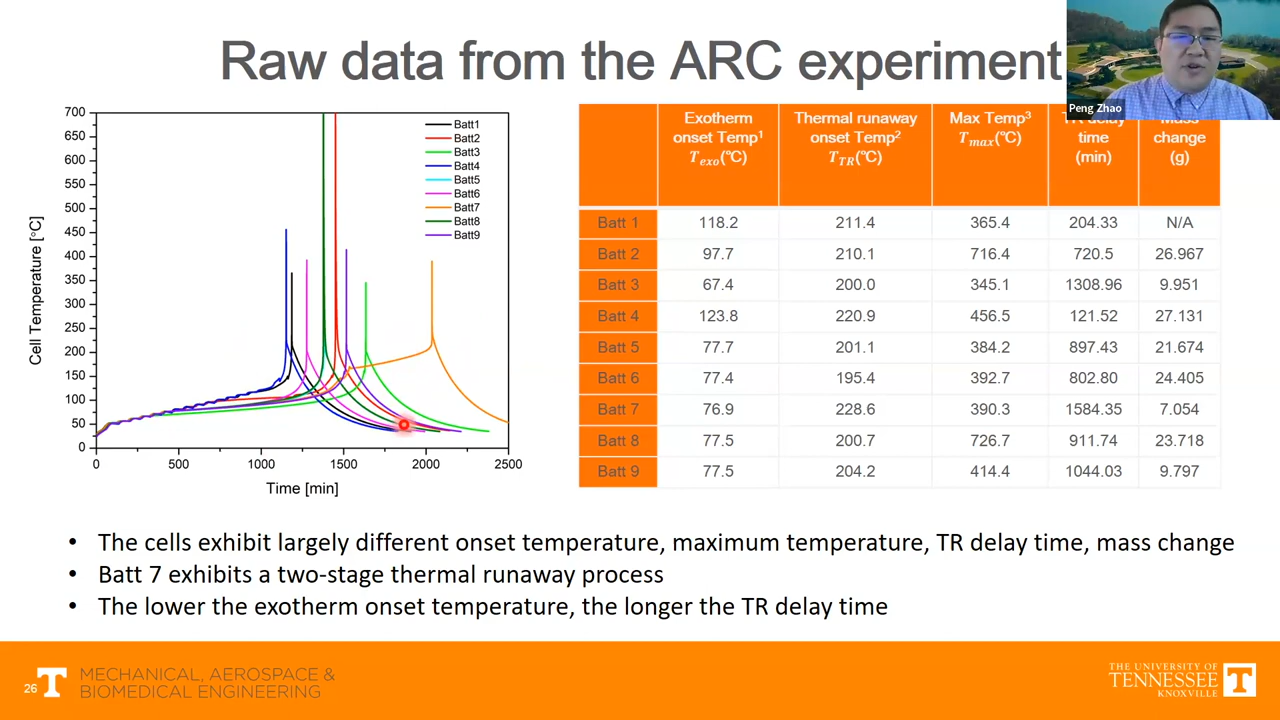 Raw data from the ARC experiment
Peng Zhao
700
650
600
550
500
450
400
350
300
250
200
150
100
50
0
Cell Temperature [°C]
0 500 1000 1500 2000 2500
Time [min]
Batt1
Batt2
Batt3
Batt4
Batt5
Batt6
Batt7
Batt8
Batt9
Exotherm onset Temp¹ T_exo(℃)
Thermal runaway onset Temp² T_TR(℃)
Max Temp³ T_max(℃)
TR delay time (min)
Mass change (g)
Batt 1 118.2 211.4 365.4 204.33 N/A
Batt 2 97.7 210.1 716.4 720.5 26.967
Batt 3 67.4 200.0 345.1 1308.96 9.951
Batt 4 123.8 220.9 456.5 121.52 27.131
Batt 5 77.7 201.1 384.2 897.43 21.674
Batt 6 77.4 195.4 392.7 802.80 24.405
Batt 7 76.9 228.6 390.3 1584.35 7.054
Batt 8 77.5 200.7 726.7 911.74 23.718
Batt 9 77.5 204.2 414.4 1044.03 9.797
• The cells exhibit largely different onset temperature, maximum temperature, TR delay time, mass change
• Batt 7 exhibits a two-stage thermal runaway process
• The lower the exotherm onset temperature, the longer the TR delay time
26
T
MECHANICAL, AEROSPACE &
BIOMEDICAL ENGINEERING
THE UNIVERSITY OF
TENNESSEE
KNOXVILLE
T